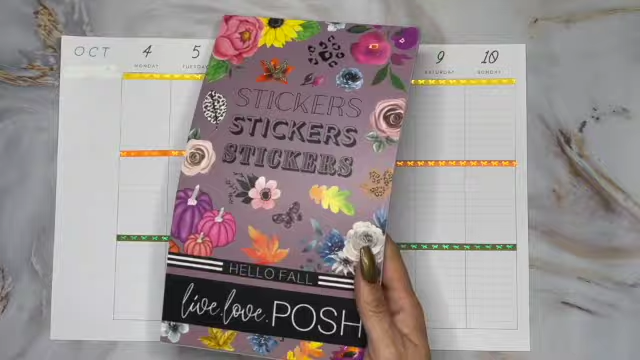 OCT
4
MONDAY
5
STICKERS
STICKERS
STICKERS
HELLO FALL
live.love.POSH
9
SATURDAY
10
SUNDAY